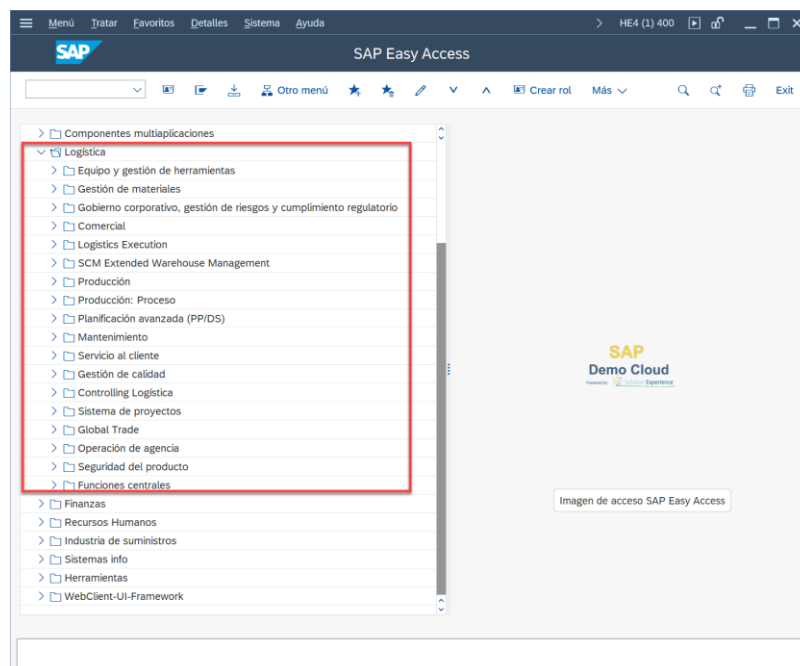 Menú Tratar Favoritos Detalles Sistema Ayuda HE4 (1) 400
SAP SAP Easy Access
Otro menú Crear rol Más Exit
Componentes multiaplicaciones
Logística
Equipo y gestión de herramientas
Gestión de materiales
Gobierno corporativo, gestión de riesgos y cumplimiento regulatorio
Comercial
Logistics Execution
SCM Extended Warehouse Management
Producción
Producción: Proceso
Planificación avanzada (PP/DS)
Mantenimiento
Servicio al cliente
Gestión de calidad
Controlling Logística
Sistema de proyectos
Global Trade
Operación de agencia
Seguridad del producto
Funciones centrales
Finanzas
Recursos Humanos
Industria de suministros
Sistemas info
Herramientas
WebClient-UI-Framework
SAP
Demo Cloud
Powered by Solution Experience
Imagen de acceso SAP Easy Access